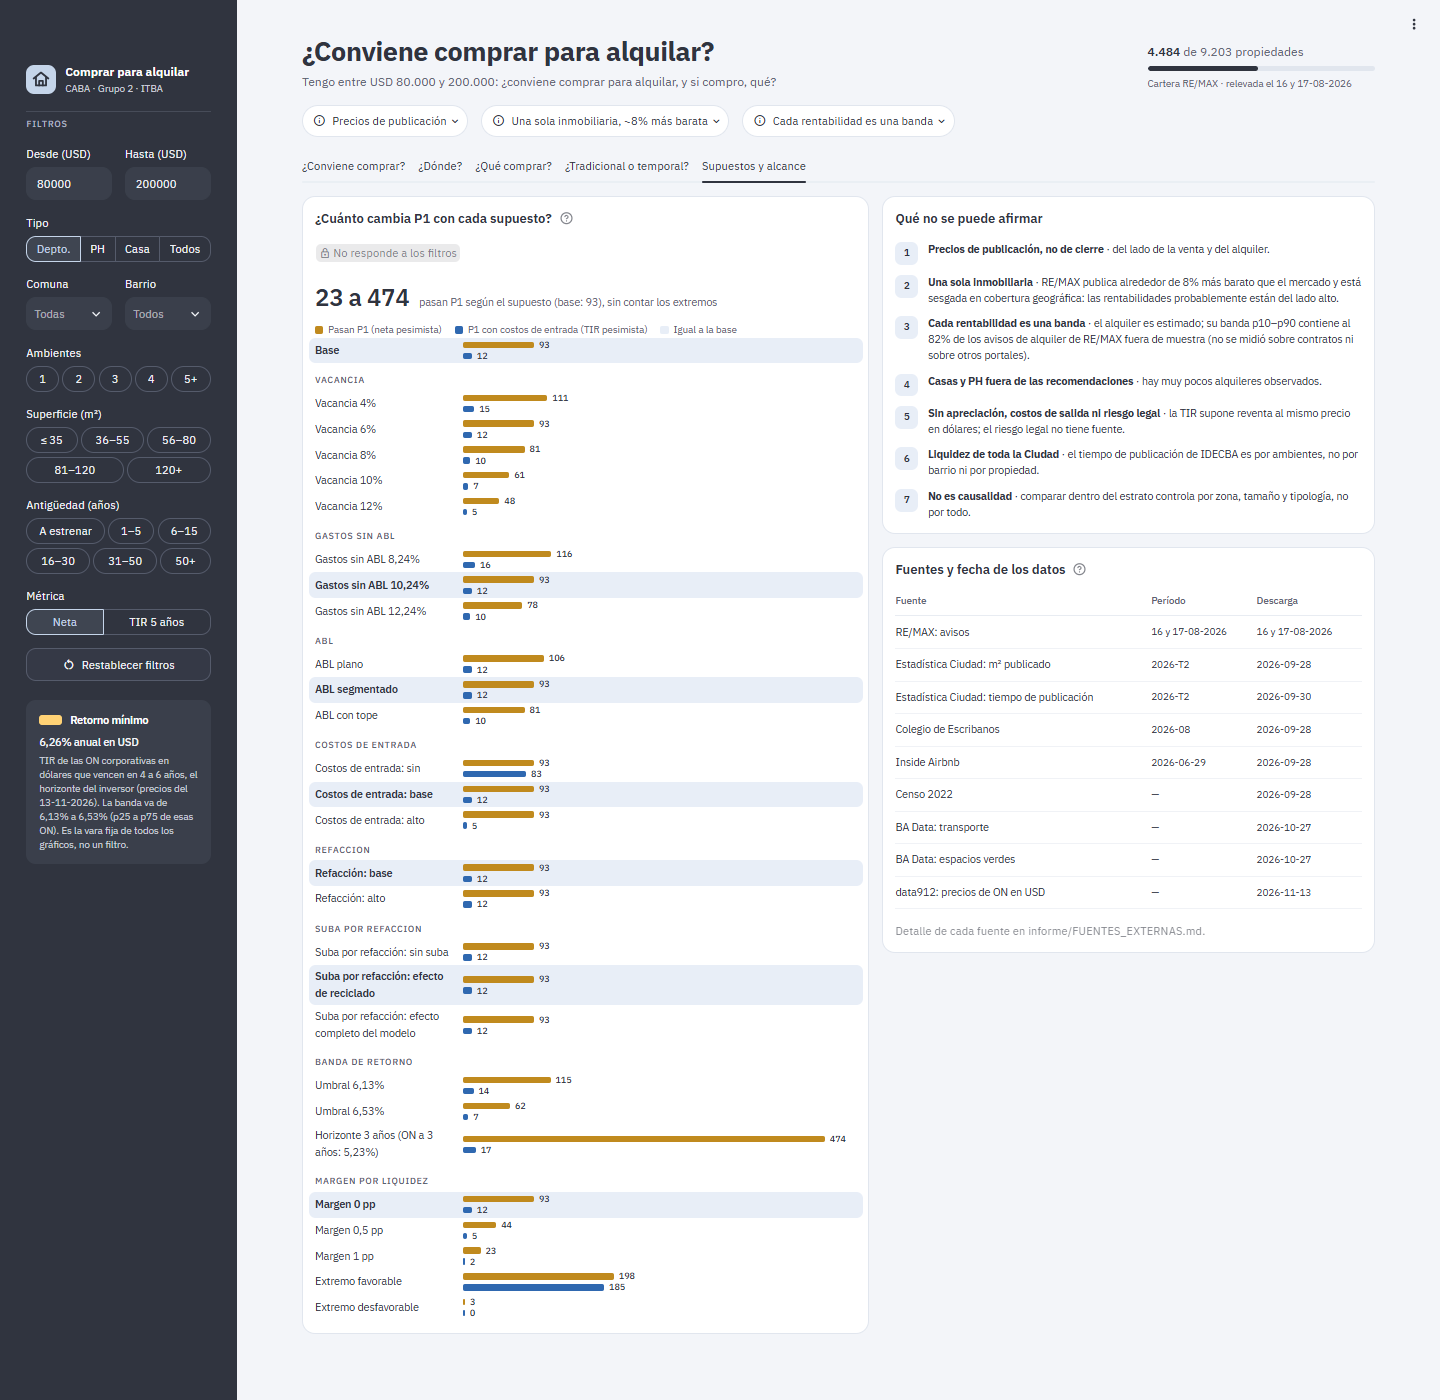 Comprar para alquilar
CABA · Grupo 2 · ITBA
FILTROS
Desde (USD)
Hasta (USD)
80000
200000
Tipo
Depto.
PH
Casa
Todos
Comuna
Barrio
Todas
Todos
Ambientes
1
2
3
4
5+
Superficie (m²)
≤ 35
36–55
56–80
81–120
120+
Antigüedad (años)
A estrenar
1–5
6–15
16–30
31–50
50+
Métrica
Neta
TIR 5 años
Restablecer filtros
Retorno mínimo
6,26% anual en USD
TIR de las ON corporativas en
dólares que vencen en 4 a 6 años, el
horizonte del inversor (precios del
13-11-2026). La banda va de
6,13% a 6,53% (p25 a p75 de esas
ON). Es la vara fija de todos los
gráficos, no un filtro.
¿Conviene comprar para alquilar?
Tengo entre USD 80.000 y 200.000: ¿conviene comprar para alquilar, y si compro, qué?
4.484 de 9.203 propiedades
Cartera RE/MAX · relevada el 16 y 17-08-2026
Precios de publicación
Una sola inmobiliaria, ~8% más barata
Cada rentabilidad es una banda
¿Conviene comprar?
¿Dónde?
¿Qué comprar?
¿Tradicional o temporal?
Supuestos y alcance
¿Cuánto cambia P1 con cada supuesto?
No responde a los filtros
23 a 474 pasan P1 según el supuesto (base: 93), sin contar los extremos
Pasan P1 (neta pesimista)
P1 con costos de entrada (TIR pesimista)
Igual a la base
Base
93
12
VACANCIA
Vacancia 4%
111
15
Vacancia 6%
93
12
Vacancia 8%
81
10
Vacancia 10%
61
7
Vacancia 12%
48
5
GASTOS SIN ABL
Gastos sin ABL 8,24%
116
16
Gastos sin ABL 10,24%
93
12
Gastos sin ABL 12,24%
78
10
ABL
ABL plano
106
12
ABL segmentado
93
12
ABL con tope
81
10
COSTOS DE ENTRADA
Costos de entrada: sin
93
83
Costos de entrada: base
93
12
Costos de entrada: alto
93
5
REFACCION
Refacción: base
93
12
Refacción: alto
93
12
SUBA POR REFACCION
Suba por refacción: sin suba
93
12
Suba por refacción: efecto
de reciclado
93
12
Suba por refacción: efecto
completo del modelo
93
12
BANDA DE RETORNO
Umbral 6,13%
115
14
Umbral 6,53%
62
7
Horizonte 3 años (ON a 3
años: 5,23%)
474
17
MARGEN POR LIQUIDEZ
Margen 0 pp
93
12
Margen 0,5 pp
44
5
Margen 1 pp
23
2
Extremo favorable
198
185
Extremo desfavorable
3
0
Qué no se puede afirmar
1
Precios de publicación, no de cierre · del lado de la venta y del alquiler.
2
Una sola inmobiliaria · RE/MAX publica alrededor de 8% más barato que el mercado y está
sesgada en cobertura geográfica: las rentabilidades probablemente están del lado alto.
3
Cada rentabilidad es una banda · el alquiler es estimado; su banda p10–p90 contiene al
82% de los avisos de alquiler de RE/MAX fuera de muestra (no se midió sobre contratos ni
sobre otros portales).
4
Casas y PH fuera de las recomendaciones · hay muy pocos alquileres observados.
5
Sin apreciación, costos de salida ni riesgo legal · la TIR supone reventa al mismo precio
en dólares; el riesgo legal no tiene fuente.
6
Liquidez de toda la Ciudad · el tiempo de publicación de IDECBA es por ambientes, no por
barrio ni por propiedad.
7
No es causalidad · comparar dentro del estrato controla por zona, tamaño y tipología, no
por todo.
Fuentes y fecha de los datos
Fuente
Período
Descarga
RE/MAX: avisos
16 y 17-08-2026
16 y 17-08-2026
Estadística Ciudad: m² publicado
2026-T2
2026-09-28
Estadística Ciudad: tiempo de publicación
2026-T2
2026-09-30
Colegio de Escribanos
2026-08
2026-09-28
Inside Airbnb
2026-06-29
2026-09-28
Censo 2022
—
2026-09-28
BA Data: transporte
—
2026-10-27
BA Data: espacios verdes
—
2026-10-27
data912: precios de ON en USD
—
2026-11-13
Detalle de cada fuente en informe/FUENTES_EXTERNAS.md.